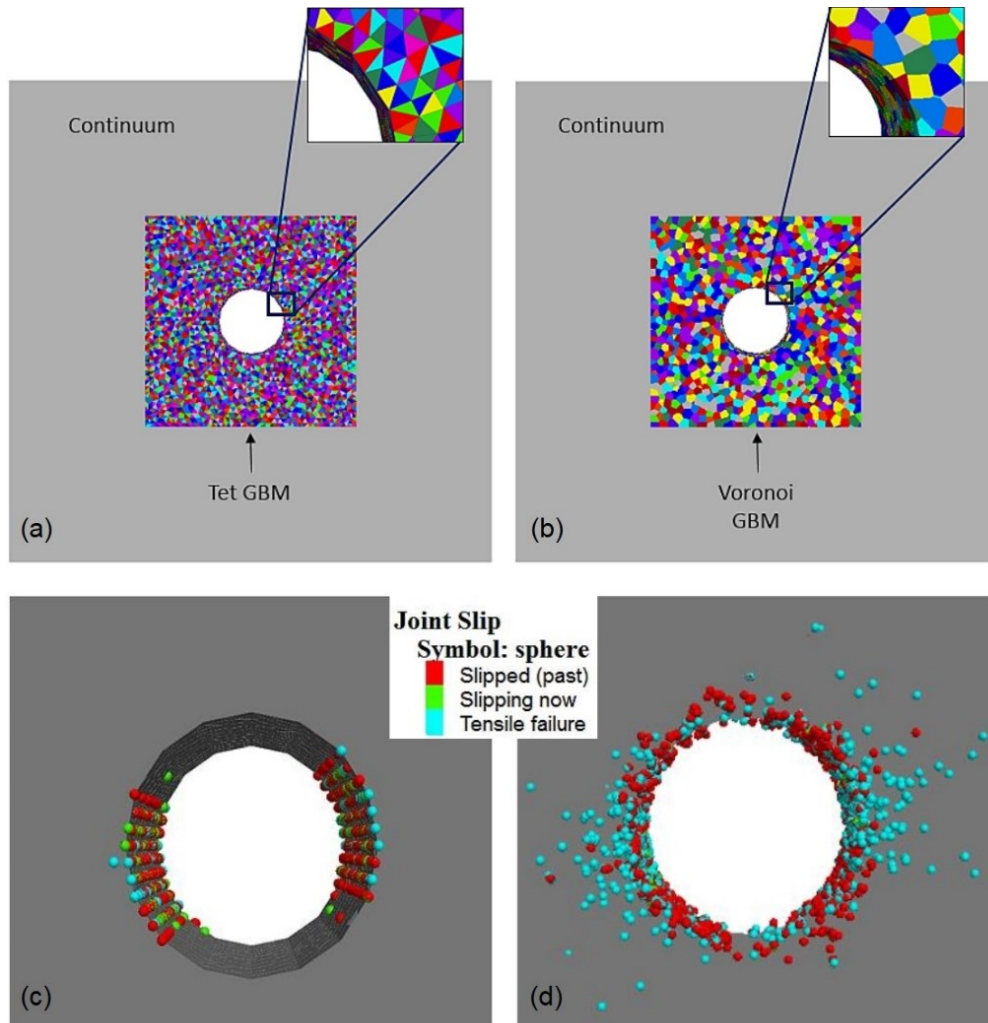 Continuum
Tet GBM
(a)
Continuum
Voronoi
GBM
(b)
Joint Slip
Symbol: sphere
Slipped (past)
Slipping now
Tensile failure
(c)
(d)